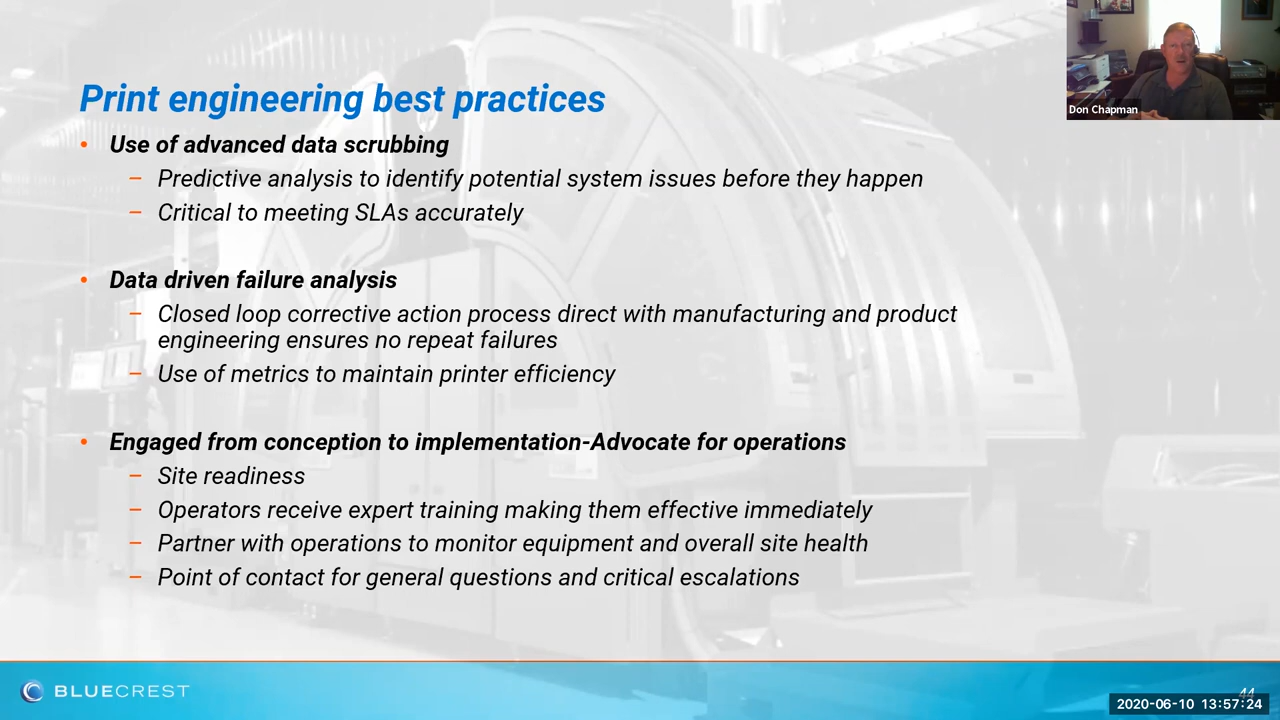 Print engineering best practices
• Use of advanced data scrubbing
– Predictive analysis to identify potential system issues before they happen
– Critical to meeting SLAs accurately
• Data driven failure analysis
– Closed loop corrective action process direct with manufacturing and product
engineering ensures no repeat failures
– Use of metrics to maintain printer efficiency
• Engaged from conception to implementation-Advocate for operations
– Site readiness
– Operators receive expert training making them effective immediately
– Partner with operations to monitor equipment and overall site health
– Point of contact for general questions and critical escalations
Don Chapman
BLUECREST
44
2020-06-10 13:57:24